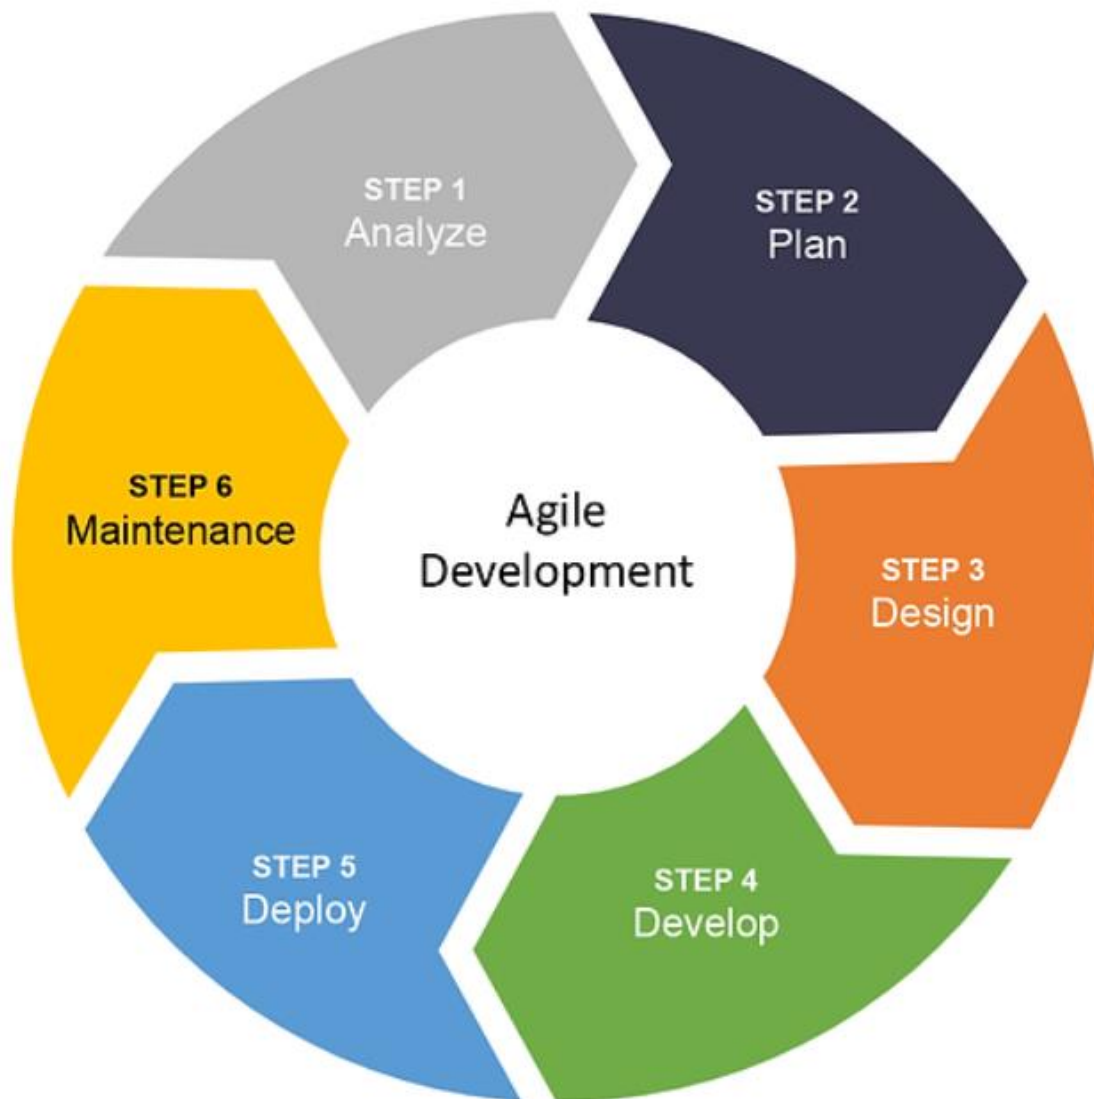 STEP 1
Analyze
STEP 2
Plan
STEP 3
Design
STEP 4
Develop
STEP 5
Deploy
STEP 6
Maintenance
Agile
Development